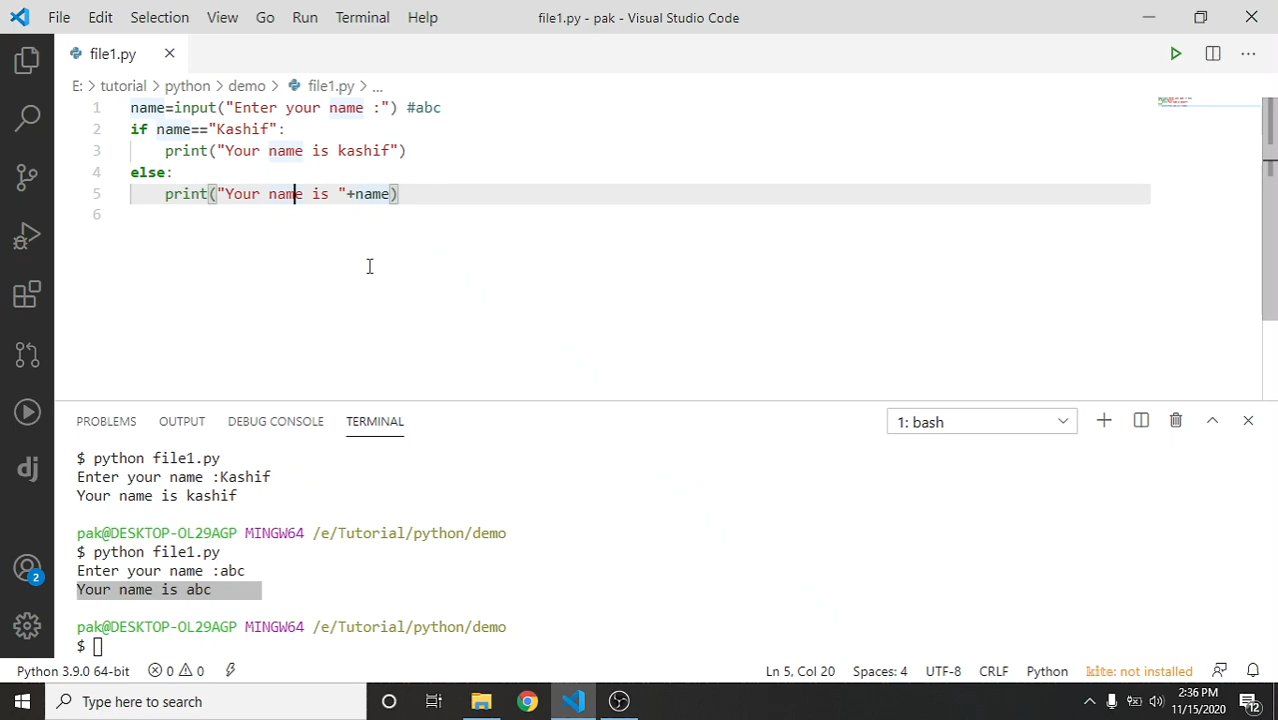 File Edit Selection View Go Run Terminal Help file1.py - pak - Visual Studio Code
file1.py
E: > tutorial > python > demo > file1.py > ...
1 name=input("Enter your name :") #abc
2 if name=="Kashif":
3 print("Your name is kashif")
4 else:
5 print("Your name is "+name)
6
PROBLEMS OUTPUT DEBUG CONSOLE TERMINAL 1: bash
$ python file1.py
Enter your name :Kashif
Your name is kashif
pak@DESKTOP-OL29AGP MINGW64 /e/Tutorial/python/demo
$ python file1.py
Enter your name :abc
Your name is abc
pak@DESKTOP-OL29AGP MINGW64 /e/Tutorial/python/demo
$
dj
dj
2
Python 3.9.0 64-bit 0 0 Ln 5, Col 20 Spaces: 4 UTF-8 CRLF Python kite: not installed
Type here to search
2:36 PM
11/15/2020
12